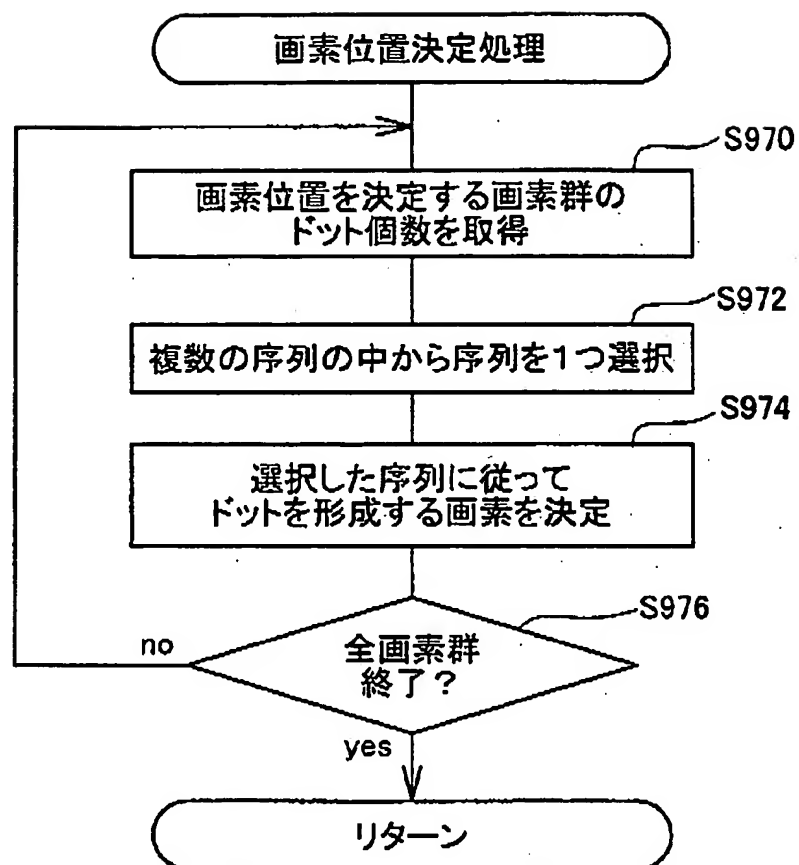 画素位置決定処理
S970
画素位置を決定する画素群の
ドット個数を取得
S972
複数の序列の中から序列を1つ選択
S974
選択した序列に従って
ドットを形成する画素を決定
S976
no
全画素群
終了?
yes
リターン